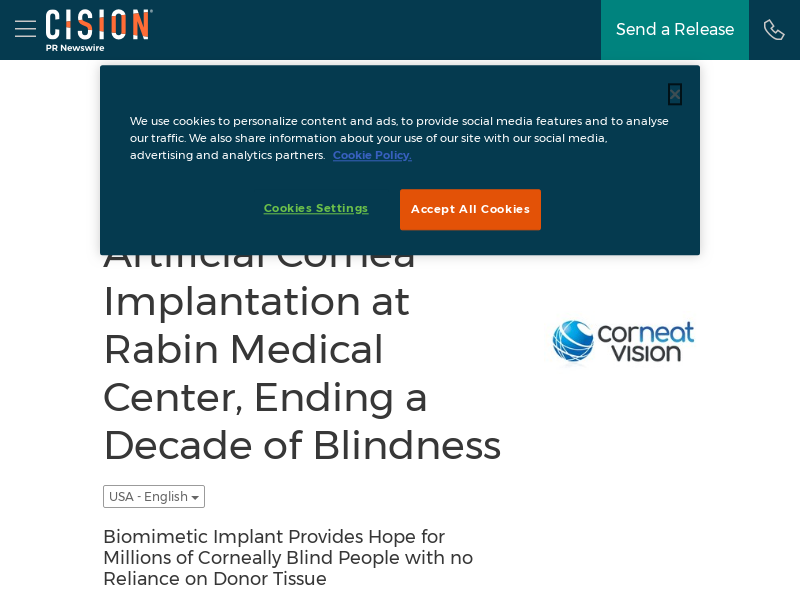 CISION
PR Newswire
Send a Release
We use cookies to personalize content and ads, to provide social media features and to analyse
our traffic. We also share information about your use of our site with our social media,
advertising and analytics partners. Cookie Policy.
Cookies Settings
Accept All Cookies
Artificial Cornea
Implantation at
Rabin Medical
Center, Ending a
Decade of Blindness
corneat
vision
USA - English
Biomimetic Implant Provides Hope for
Millions of Corneally Blind People with no
Reliance on Donor Tissue